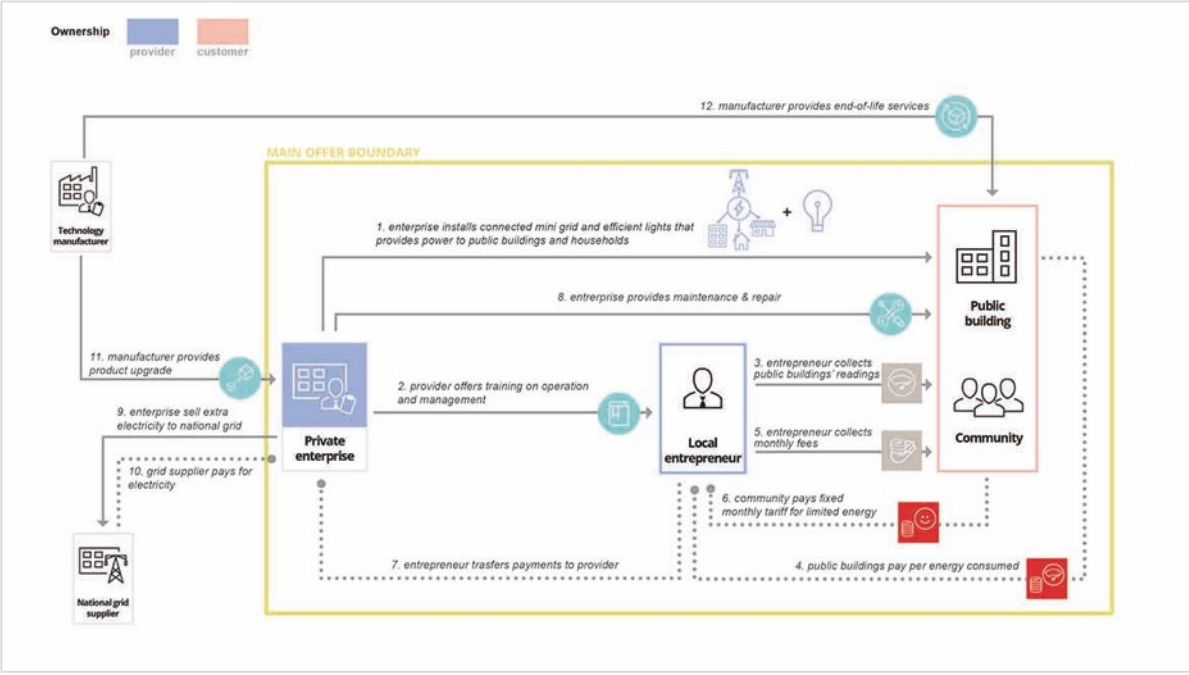 Ownership
provider
customer
12. manufacturer provides end-of-life services
MAIN OFFER BOUNDARY
Technology
manufacturer
1. enterprise installs connected mini grid and efficient lights that
provides power to public buildings and households
+
8. entrerprise provides maintenance & repair
Public
building
11. manufacturer provides
product upgrade
2. provider offers training on operation
and management
3. entrepreneur collects
public buildings' readings
9. enterprise sell extra
electricity to national grid
Private
enterprise
Local
entrepreneur
5. entrepreneur collects
monthly fees
Community
10. grid supplier pays for
electricity
6. community pays fixed
monthly tariff for limited energy
7. entrepreneur trasfers payments to provider
4. public buildings pay per energy consumed
National grid
supplier